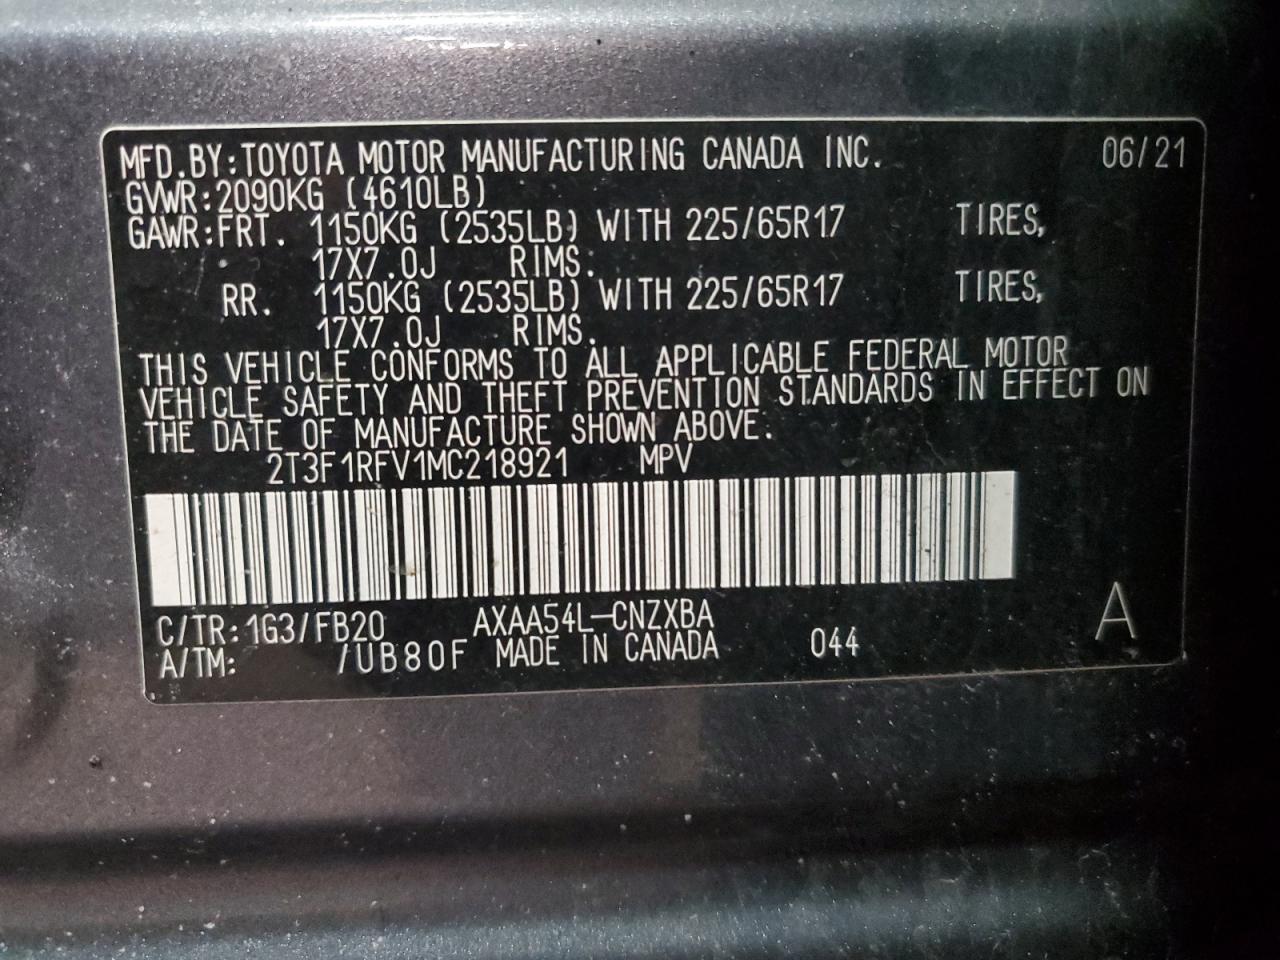 MFD.BY:TOYOTA MOTOR MANUFACTURING CANADA INC. 06/21
GVWR:2090KG (4610LB)
GAWR:FRT. 1150KG (2535LB) WITH 225/65R17 TIRES,
17X7.0J RIMS.
RR. 1150KG (2535LB) WITH 225/65R17 TIRES,
17X7.0J RIMS.
THIS VEHICLE CONFORMS TO ALL APPLICABLE FEDERAL MOTOR
VEHICLE SAFETY AND THEFT PREVENTION STANDARDS IN EFFECT ON
THE DATE OF MANUFACTURE SHOWN ABOVE.
2T3F1RFV1MC218921 MPV
C/TR:1G3/FB20 AXAA54L-CNZXBA A
A/TM: /UB80F MADE IN CANADA 044